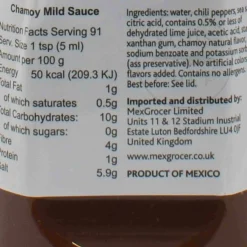 Chamoy Mild Sauce
Nutrition Facts Serving 91
Serv. Size 1 tsp (5 ml)
Amount per 100 g
Energy
50 kcal (209.3 KJ)
Total Fat 1g
of which saturates 0.5g
Total Carbohydrates: 10g
of which sugars: 0g
Fibre 4g
Protein 1g
Salt 5.9g
Ingredients: water, chili peppers,
citric acid, contains 0.5% or less of
dehydrated lime juice, acetic acid,
xanthan gum, chamoy natural flavor,
sodium benzoate and potassium
(ass preservative). No artificial colors
flavors added. Contains no allergens.
Best before: See lid.
Imported and distributed by:
MexGrocer Limited
Units 11 & 12 Stadium Inustrial
Estate Luton Bedfordshire LU4 0JF
United Kingdom
www.mexgrocer.co.uk
PRODUCT OF MEXICO